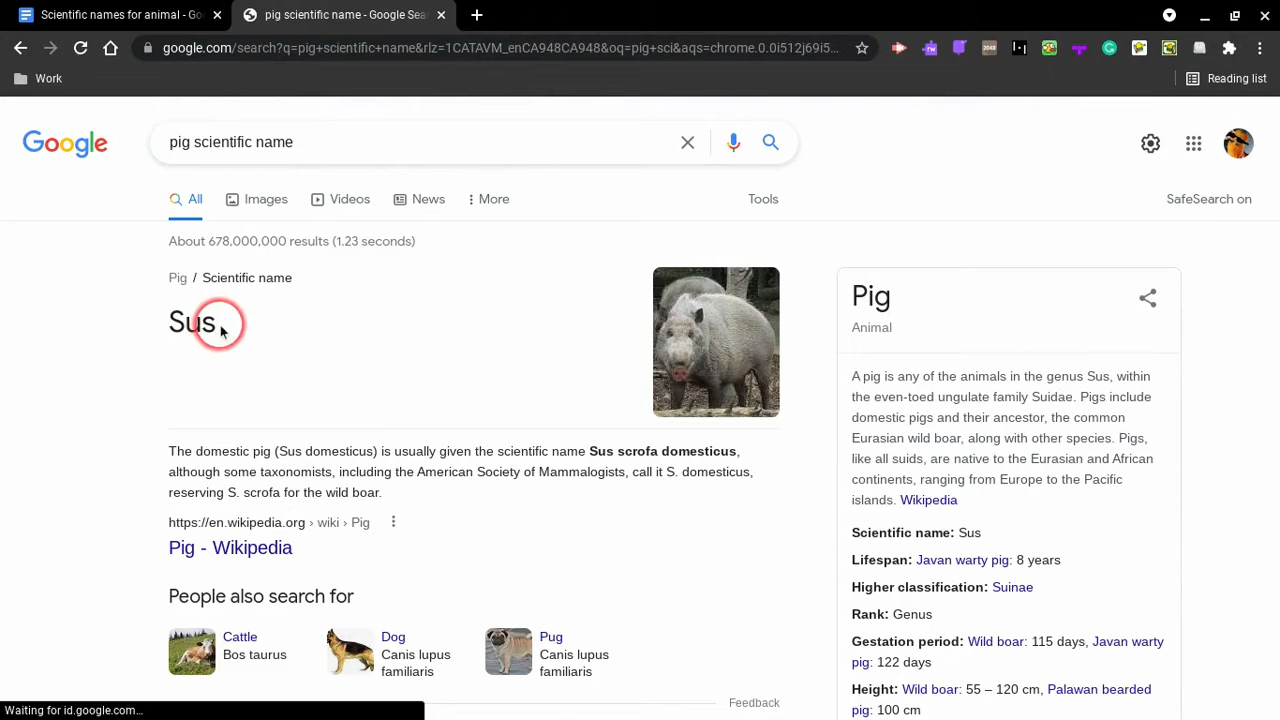 Scientific names for animal - Go
pig scientific name - Google Sea
google.com/search?q=pig+scientific+name&rlz=1CATAVM_enCA948CA948&oq=pig+sci&aqs=chrome.0.0i512j69i5...
Work
Reading list
Google
pig scientific name
All
Images
Videos
News
More
Tools
SafeSearch on
About 678,000,000 results (1.23 seconds)
Pig / Scientific name
Sus
The domestic pig (Sus domesticus) is usually given the scientific name Sus scrofa domesticus,
although some taxonomists, including the American Society of Mammalogists, call it S. domesticus,
reserving S. scrofa for the wild boar.
https://en.wikipedia.org › wiki › Pig
Pig - Wikipedia
People also search for
Cattle
Bos taurus
Dog
Canis lupus
familiaris
Pug
Canis lupus
familiaris
Feedback
Pig
Animal
A pig is any of the animals in the genus Sus, within
the even-toed ungulate family Suidae. Pigs include
domestic pigs and their ancestor, the common
Eurasian wild boar, along with other species. Pigs,
like all suids, are native to the Eurasian and African
continents, ranging from Europe to the Pacific
islands. Wikipedia
Scientific name: Sus
Lifespan: Javan warty pig: 8 years
Higher classification: Suinae
Rank: Genus
Gestation period: Wild boar: 115 days, Javan warty
pig: 122 days
Height: Wild boar: 55 – 120 cm, Palawan bearded
pig: 100 cm
Waiting for id.google.com...